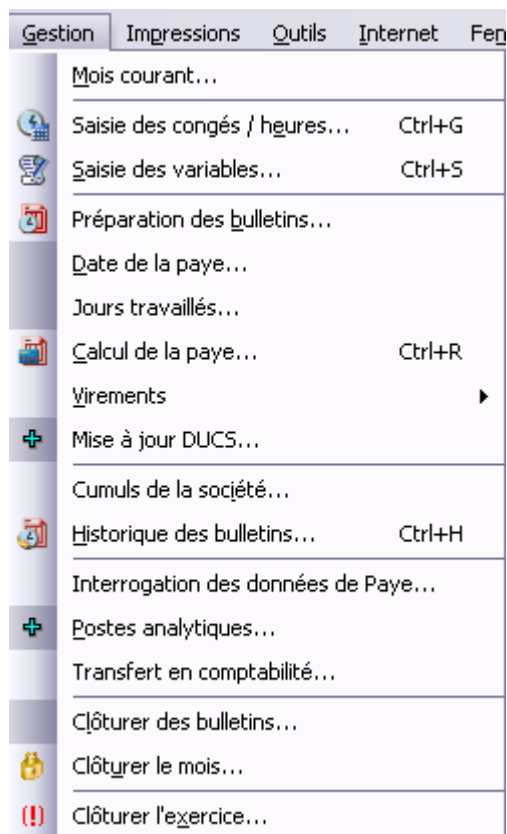 Gestion Impressions Outils Internet Fen
Mois courant...
Saisie des congés / heures... Ctrl+G
Saisie des variables... Ctrl+S
Préparation des bulletins...
Date de la paye...
Jours travaillés...
Calcul de la paye... Ctrl+R
Virements
Mise à jour DUCS...
Cumuls de la société...
Historique des bulletins... Ctrl+H
Interrogation des données de Paye...
Postes analytiques...
Transfert en comptabilité...
Clôturer des bulletins...
Clôturer le mois...
Clôturer l'exercice...